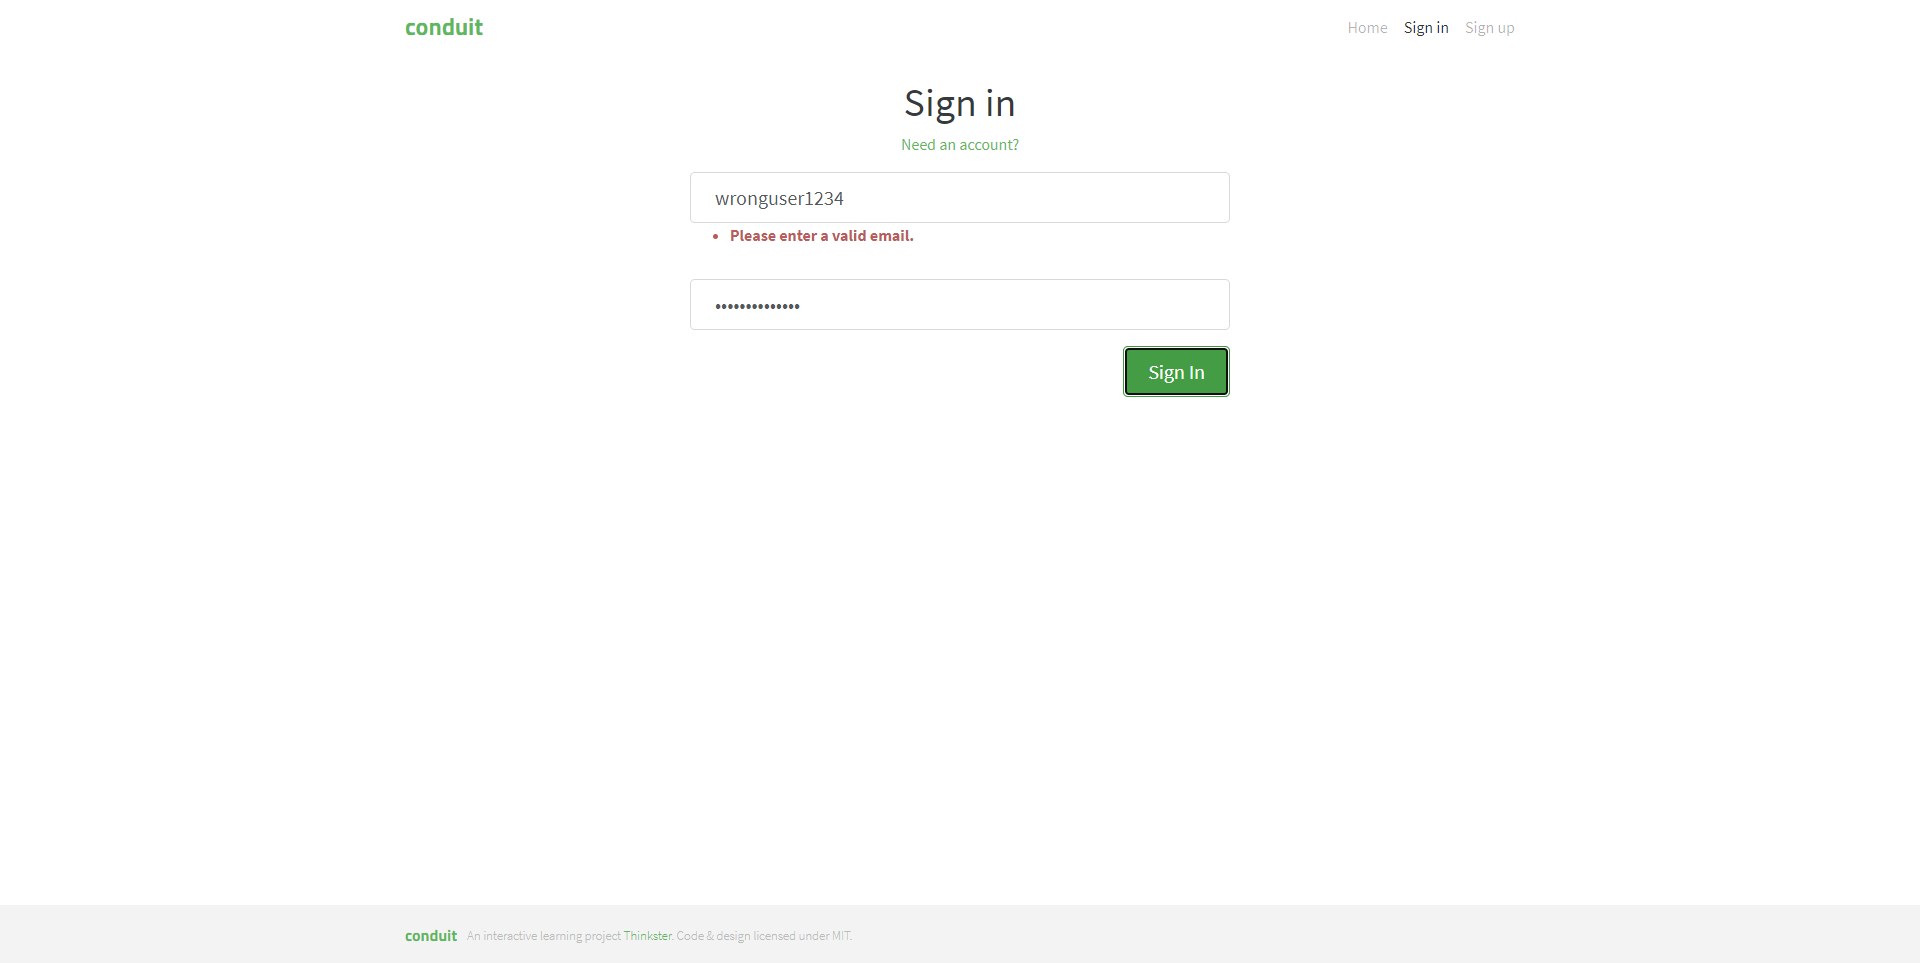 conduit
Home Sign in Sign up
Sign in
Need an account?
wronguser1234
Please enter a valid email.
••••••••••••••
Sign In
conduit An interactive learning project Thinkster. Code & design licensed under MIT.